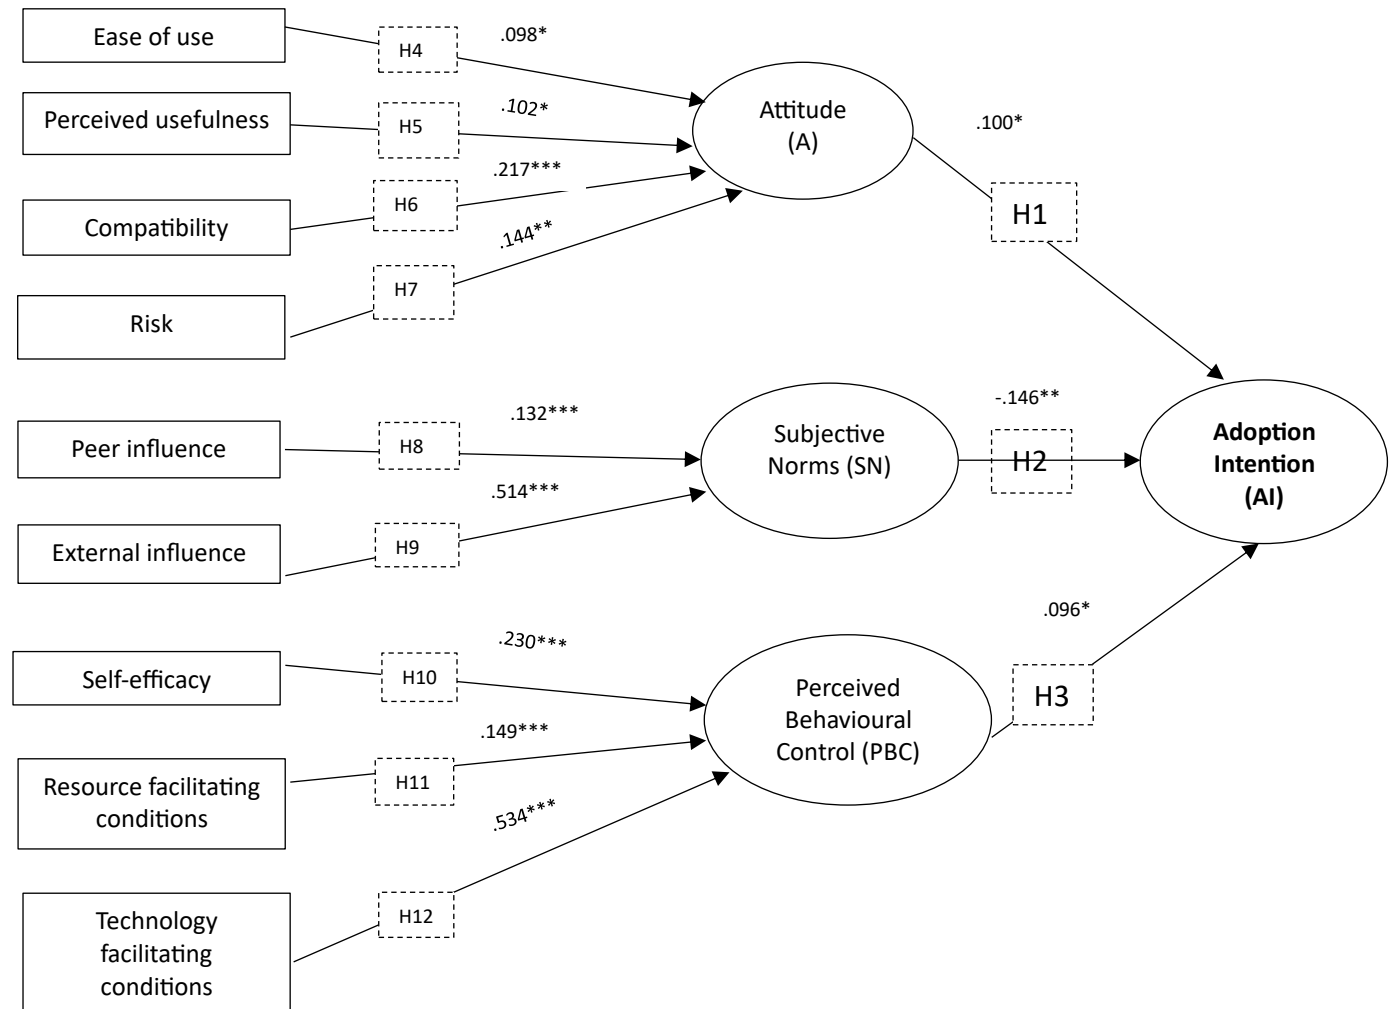 Ease of use
H4
.098*
Perceived usefulness
H5
.102*
Compatibility
H6
.217***
Risk
H7
.144**
Attitude
(A)
.100*
H1
Peer influence
H8
.132***
External influence
H9
.514***
Subjective
Norms (SN)
-.146**
H2
Adoption
Intention
(AI)
Self-efficacy
H10
.230***
Resource facilitating
conditions
H11
.149***
Technology
facilitating
conditions
H12
.534***
Perceived
Behavioural
Control (PBC)
.096*
H3